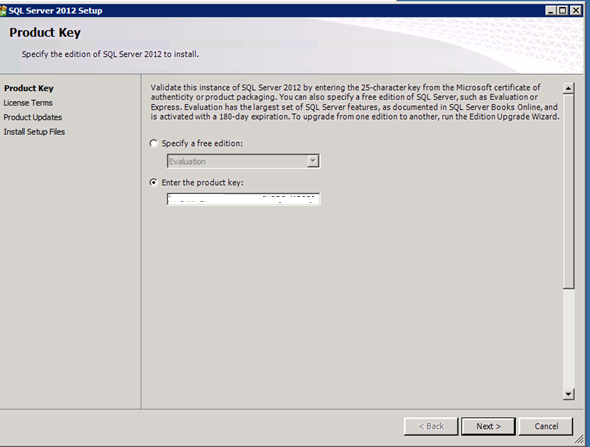 SQL Server 2012 Setup
Product Key
Specify the edition of SQL Server 2012 to install.
Product Key
License Terms
Product Updates
Install Setup Files
Validate this instance of SQL Server 2012 by entering the 25-character key from the Microsoft certificate of
authenticity or product packaging. You can also specify a free edition of SQL Server, such as Evaluation or
Express. Evaluation has the largest set of SQL Server features, as documented in SQL Server Books Online, and
is activated with a 180-day expiration. To upgrade from one edition to another, run the Edition Upgrade Wizard.
Specify a free edition:
Evaluation
Enter the product key:
< Back
Next >
Cancel